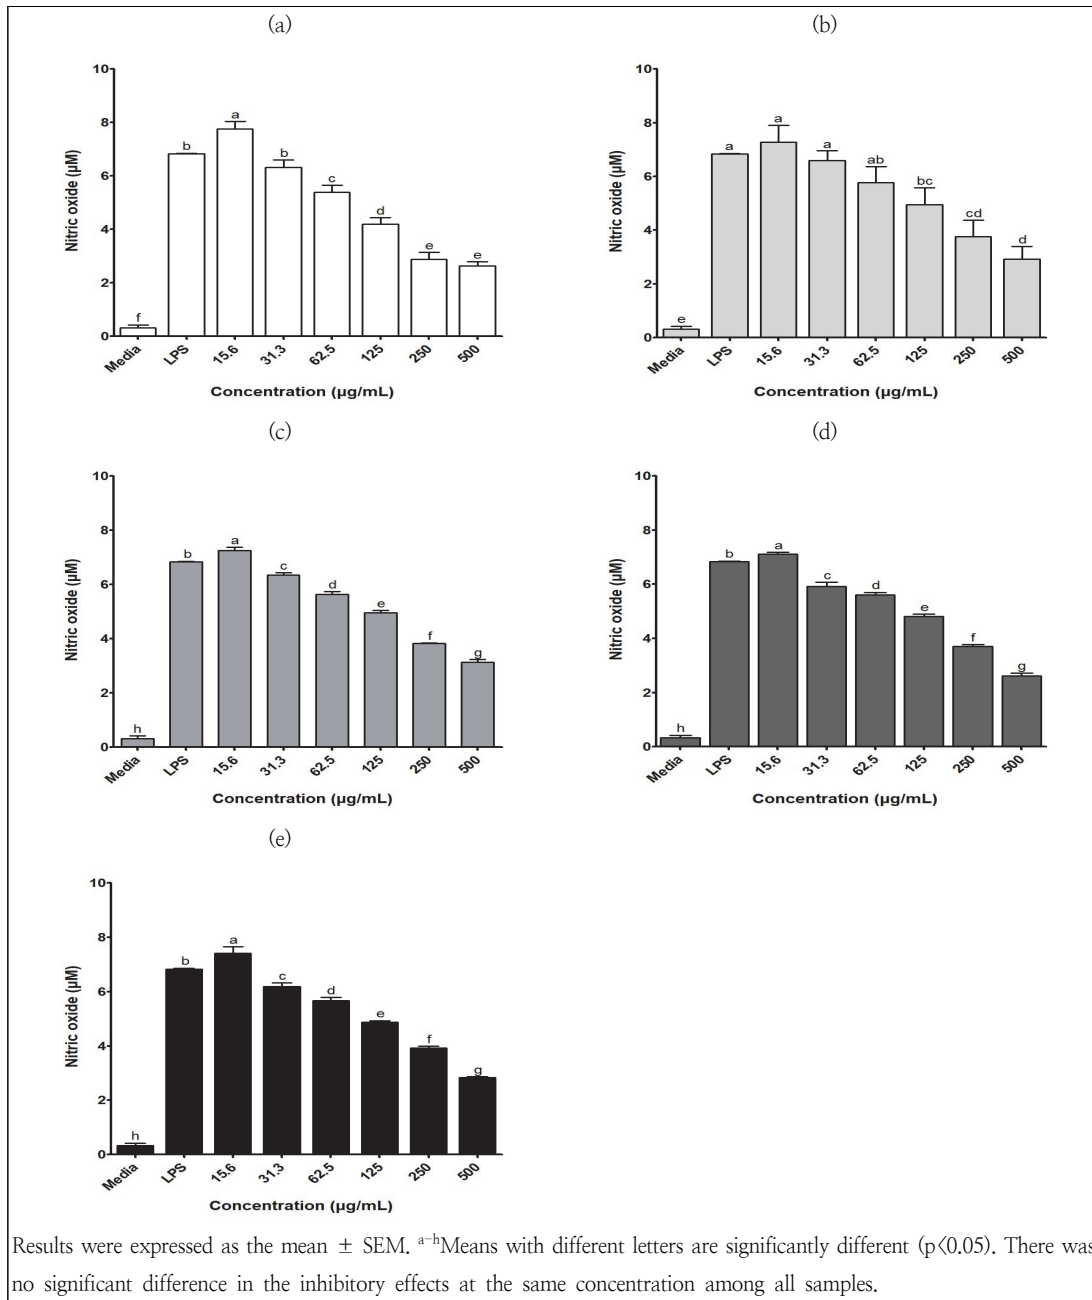 (a)
10
8
6
4
2
0
Nitric oxide (µM)
f
b
a
b
c
d
e
e
Media
LPS
15.6
31.3
62.5
125
250
500
Concentration (µg/mL)
(b)
10
8
6
4
2
0
Nitric oxide (µM)
e
a
a
a
ab
bc
cd
d
Media
LPS
15.6
31.3
62.5
125
250
500
Concentration (µg/mL)
(c)
10
8
6
4
2
0
Nitric oxide (µM)
h
b
a
c
d
e
f
g
Media
LPS
15.6
31.3
62.5
125
250
500
Concentration (µg/mL)
(d)
10
8
6
4
2
0
Nitric oxide (µM)
h
b
a
c
d
e
f
g
Media
LPS
15.6
31.3
62.5
125
250
500
Concentration (µg/mL)
(e)
10
8
6
4
2
0
Nitric oxide (µM)
h
b
a
c
d
e
f
g
Media
LPS
15.6
31.3
62.5
125
250
500
Concentration (µg/mL)
Results were expressed as the mean ± SEM. a-hMeans with different letters are significantly different (p<0.05). There was
no significant difference in the inhibitory effects at the same concentration among all samples.